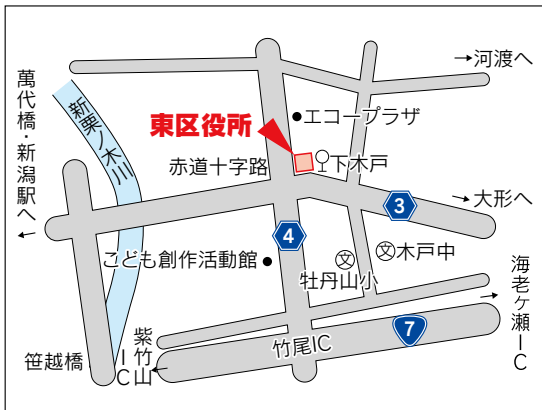 →河渡へ
萬代橋・新潟駅へ
新栗ノ木川
エコープラザ
東区役所
赤道十字路
下木戸
大形へ
3
4
こども創作活動館
文
文木戸中
牡丹山小
海老ヶ瀬IC
7
竹尾IC
紫竹山IC
笹越橋